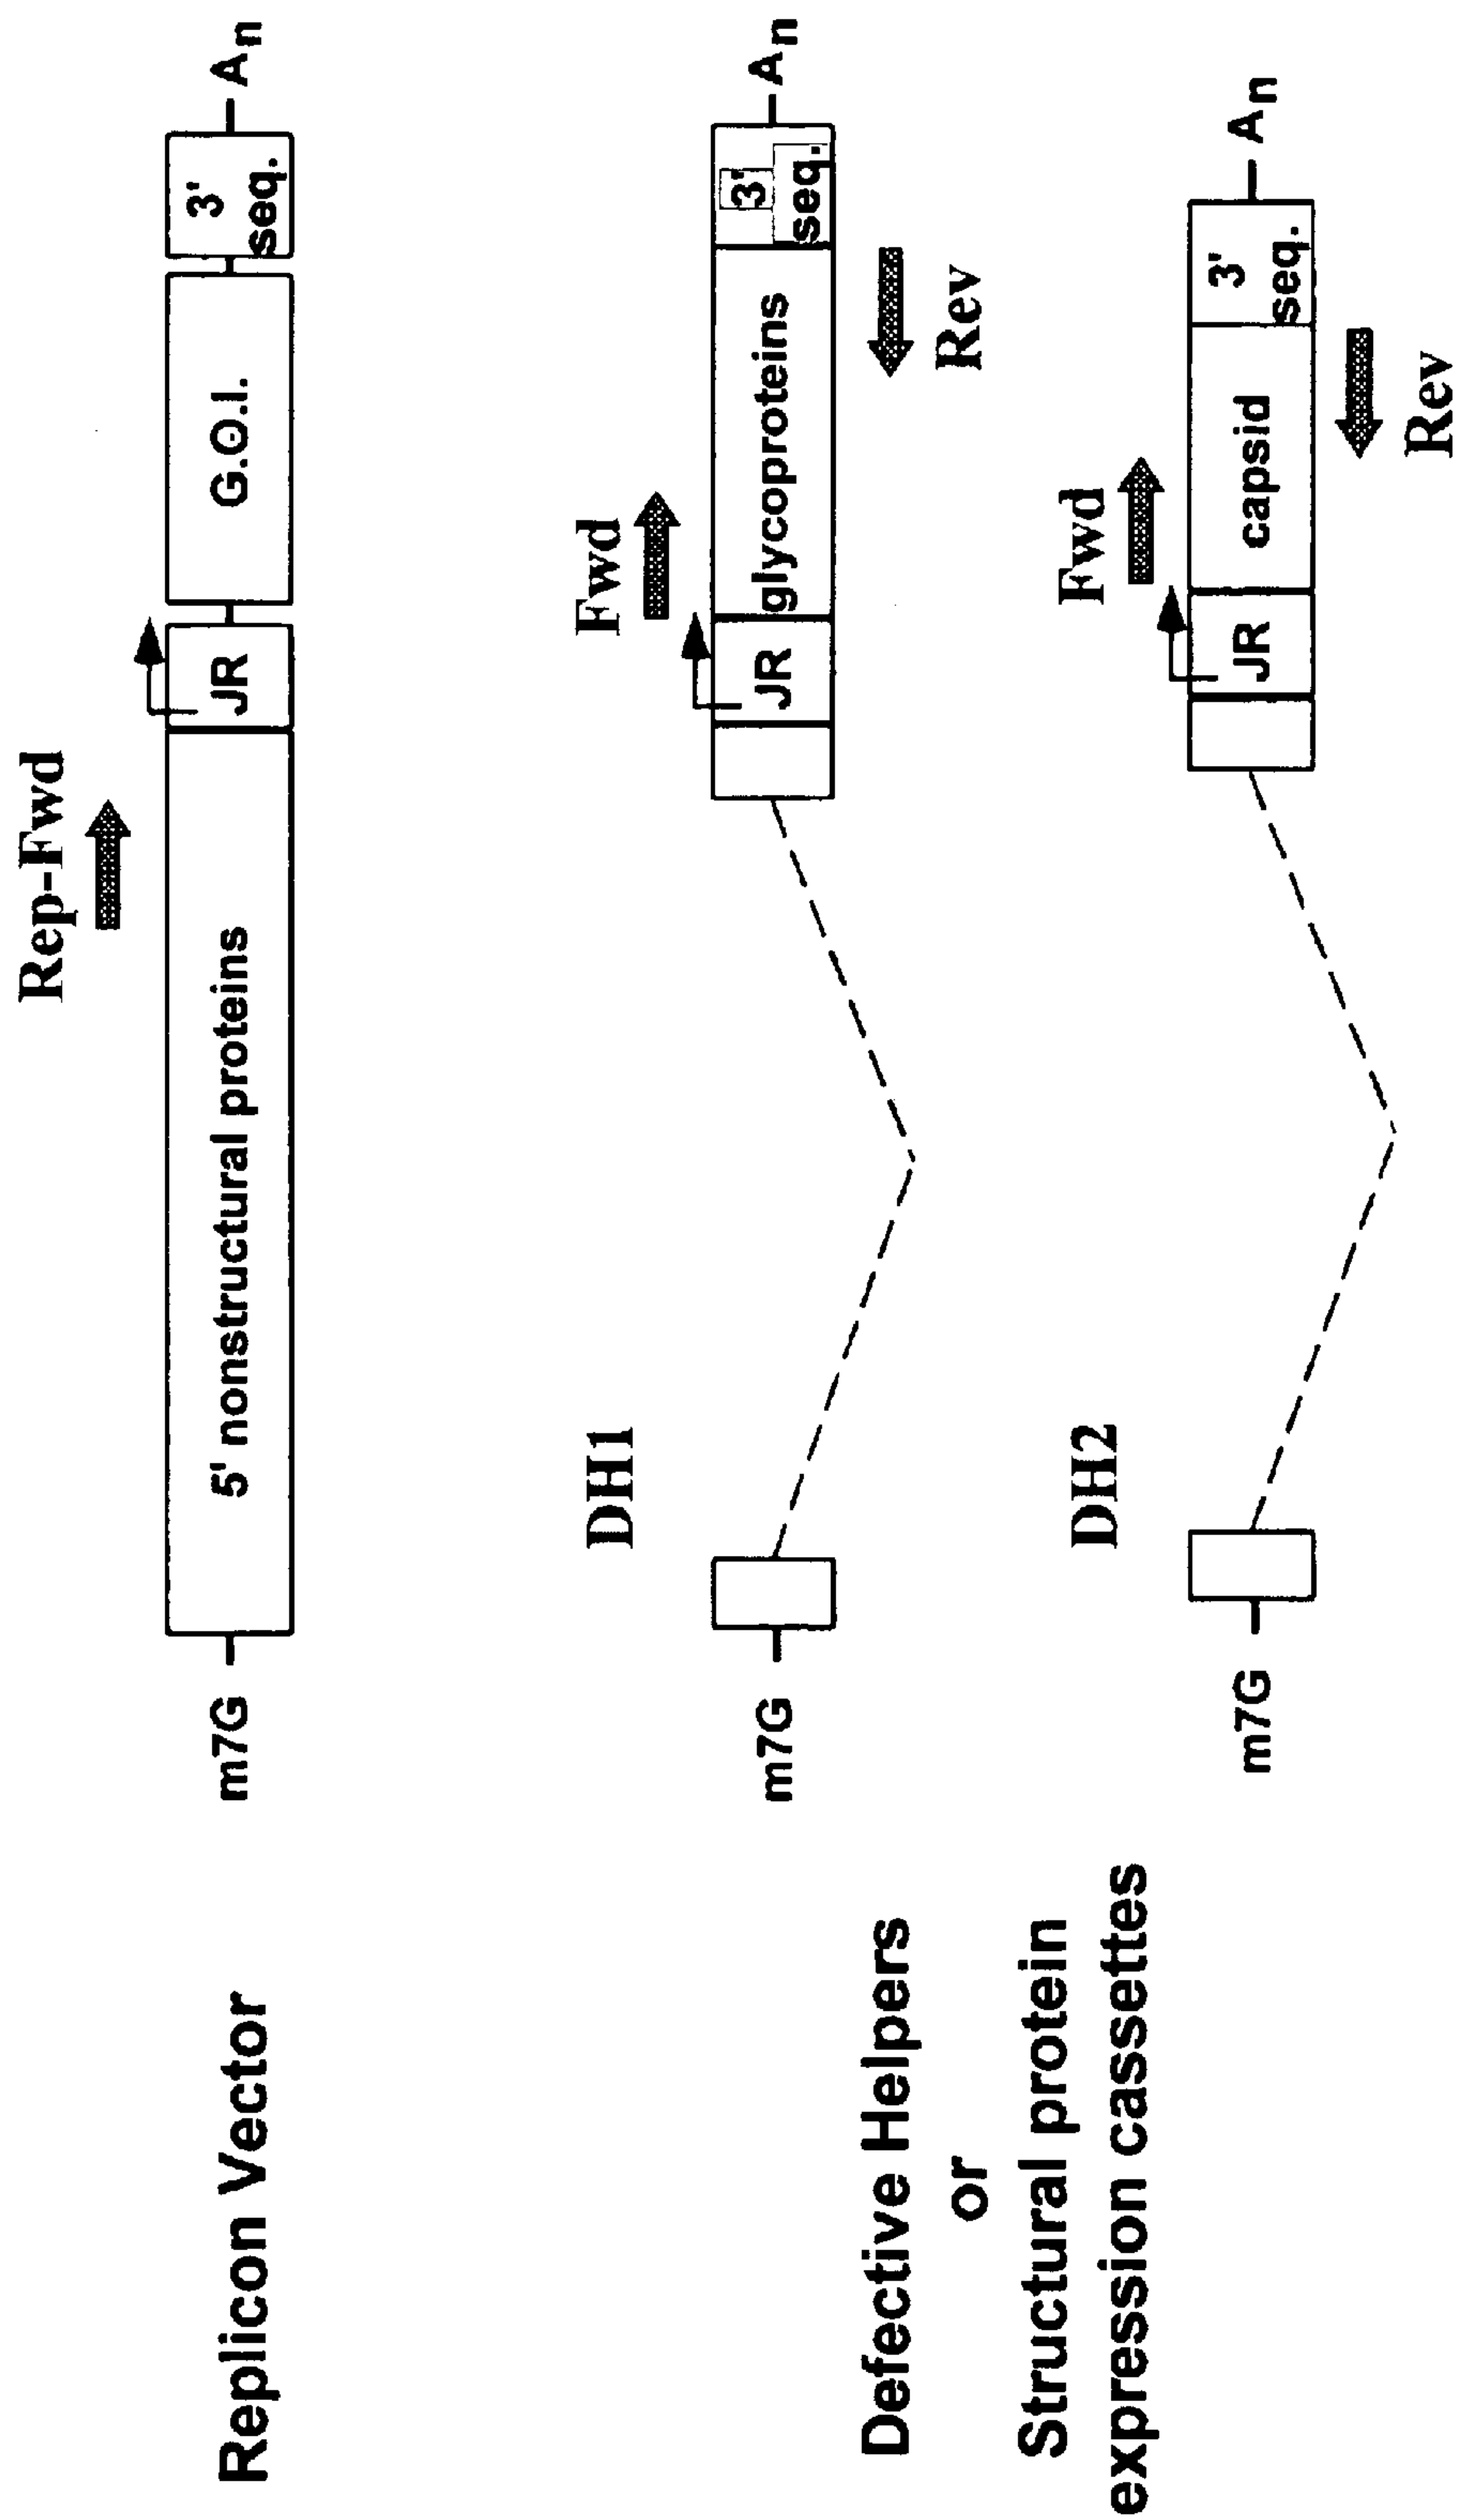 Replicon Vector
Rep-Fwd
m7G
5' nonstructural proteins
JR
G.O.I.
3'
seq.
An
Defective Helpers
or
Structural protein
expression cassettes
DH1
Fwd
m7G
JR
glycoproteins
3'
seq.
An
Rev
DH2
Fwd
m7G
JR
capsid
3'
seq.
An
Rev